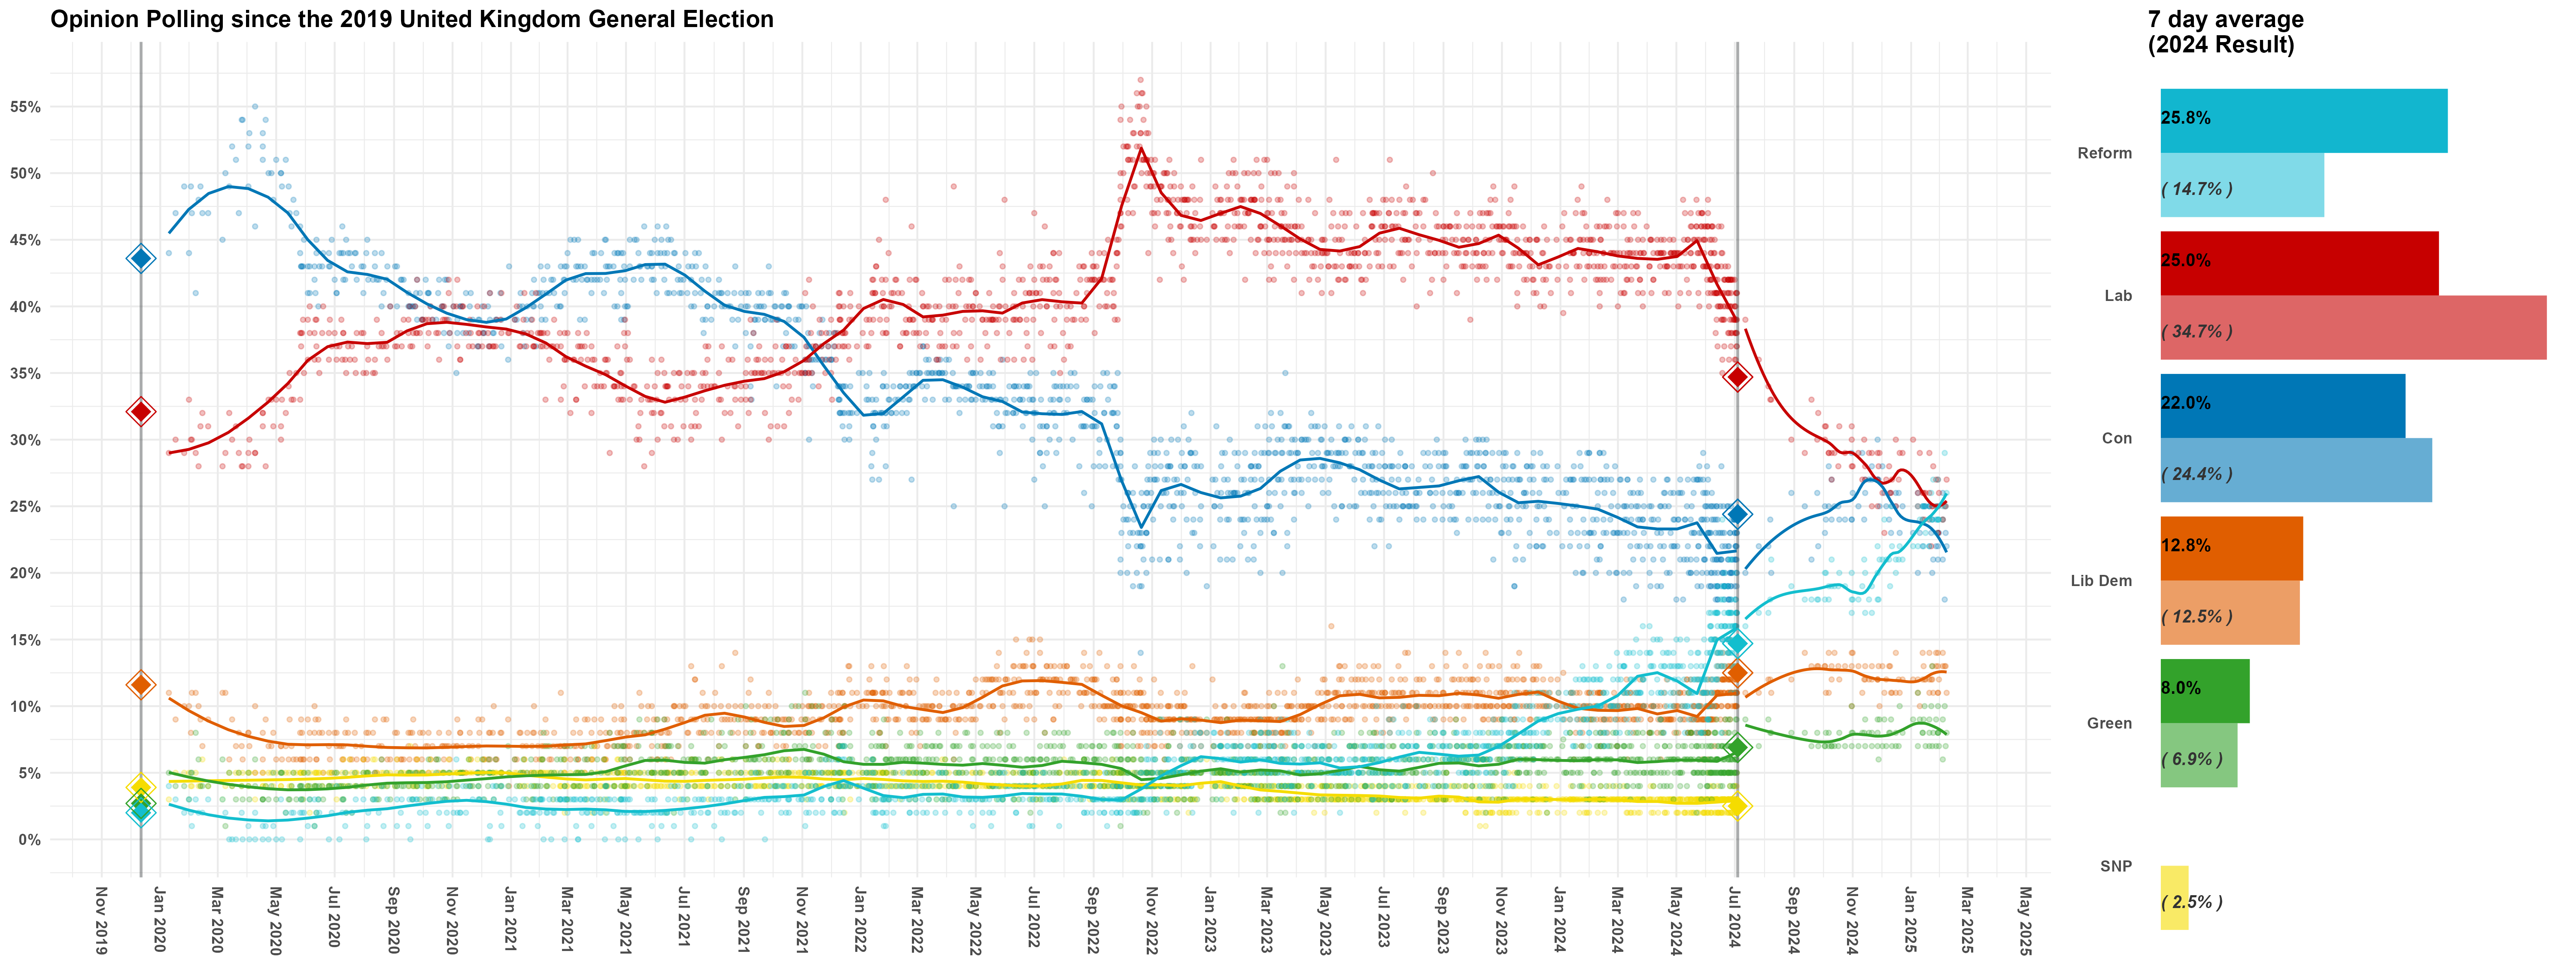 Opinion Polling since the 2019 United Kingdom General Election
55%
50%
45%
40%
35%
30%
25%
20%
15%
10%
5%
0%
Nov 2019
Jan 2020
Mar 2020
May 2020
Jul 2020
Sep 2020
Nov 2020
Jan 2021
Mar 2021
May 2021
Jul 2021
Sep 2021
Nov 2021
Jan 2022
Mar 2022
May 2022
Jul 2022
Sep 2022
Nov 2022
Jan 2023
Mar 2023
May 2023
Jul 2023
Sep 2023
Nov 2023
Jan 2024
Mar 2024
May 2024
Jul 2024
Sep 2024
Nov 2024
Jan 2025
Mar 2025
May 2025
7 day average
(2024 Result)
25.8%
Reform
( 14.7% )
25.0%
Lab
( 34.7% )
22.0%
Con
( 24.4% )
12.8%
Lib Dem
( 12.5% )
8.0%
Green
( 6.9% )
SNP
( 2.5% )